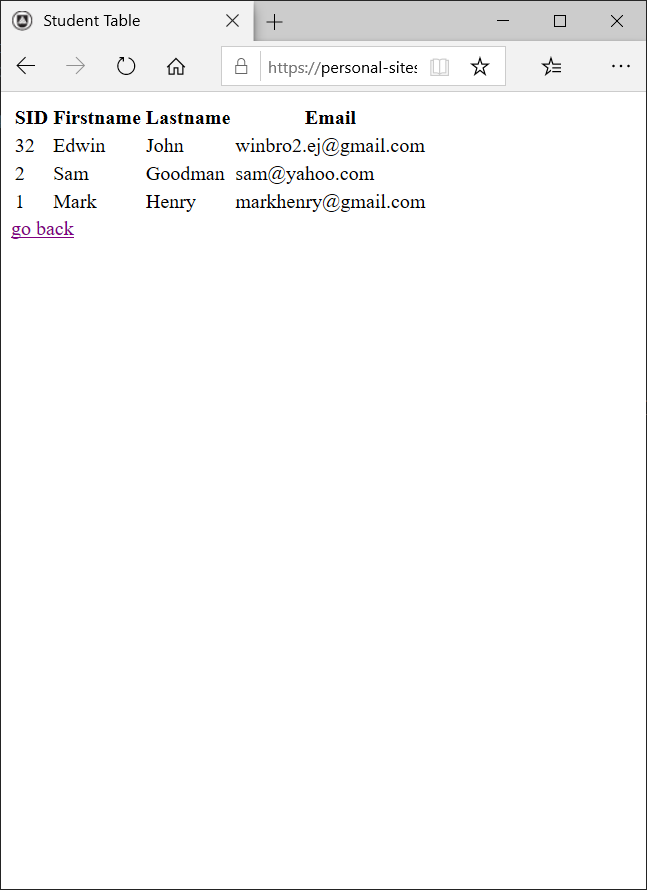 Student Table
https://personal-sites
SID Firstname Lastname Email
32 Edwin John winbro2.ej@gmail.com
2 Sam Goodman sam@yahoo.com
1 Mark Henry markhenry@gmail.com
go back